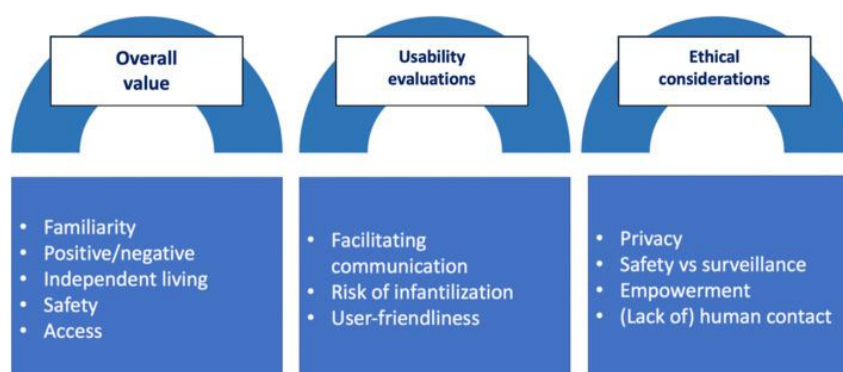 Overall
value
Usability
evaluations
Ethical
considerations
• Familiarity
• Positive/negative
• Independent living
• Safety
• Access
• Facilitating
communication
• Risk of infantilization
• User-friendliness
• Privacy
• Safety vs surveillance
• Empowerment
• (Lack of) human contact